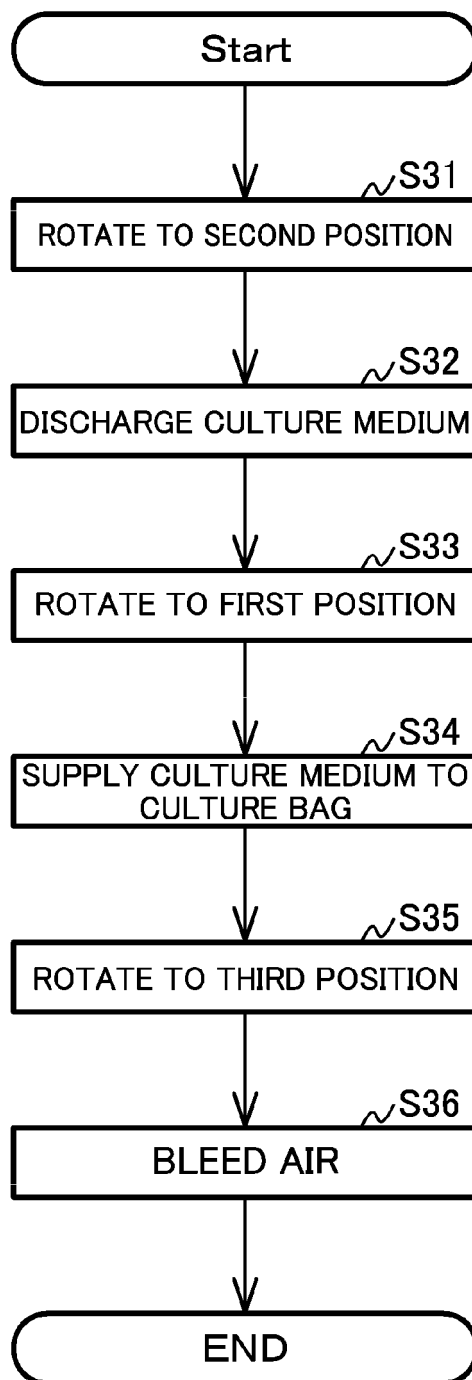 Start
S31
ROTATE TO SECOND POSITION
S32
DISCHARGE CULTURE MEDIUM
S33
ROTATE TO FIRST POSITION
S34
SUPPLY CULTURE MEDIUM TO
CULTURE BAG
S35
ROTATE TO THIRD POSITION
S36
BLEED AIR
END